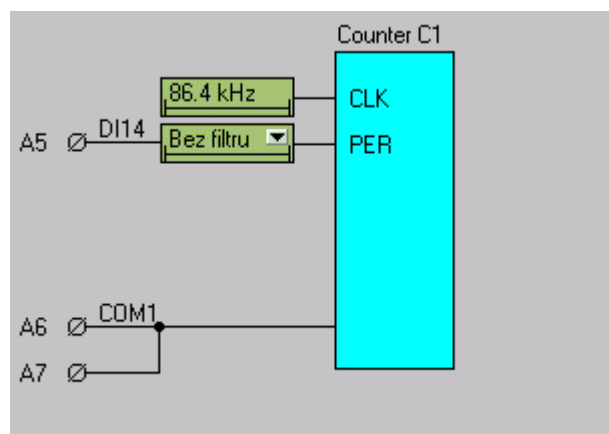 Counter C1
86.4 kHz
CLK
A5 DI14 Bez filtru PER
A6 COM1
A7